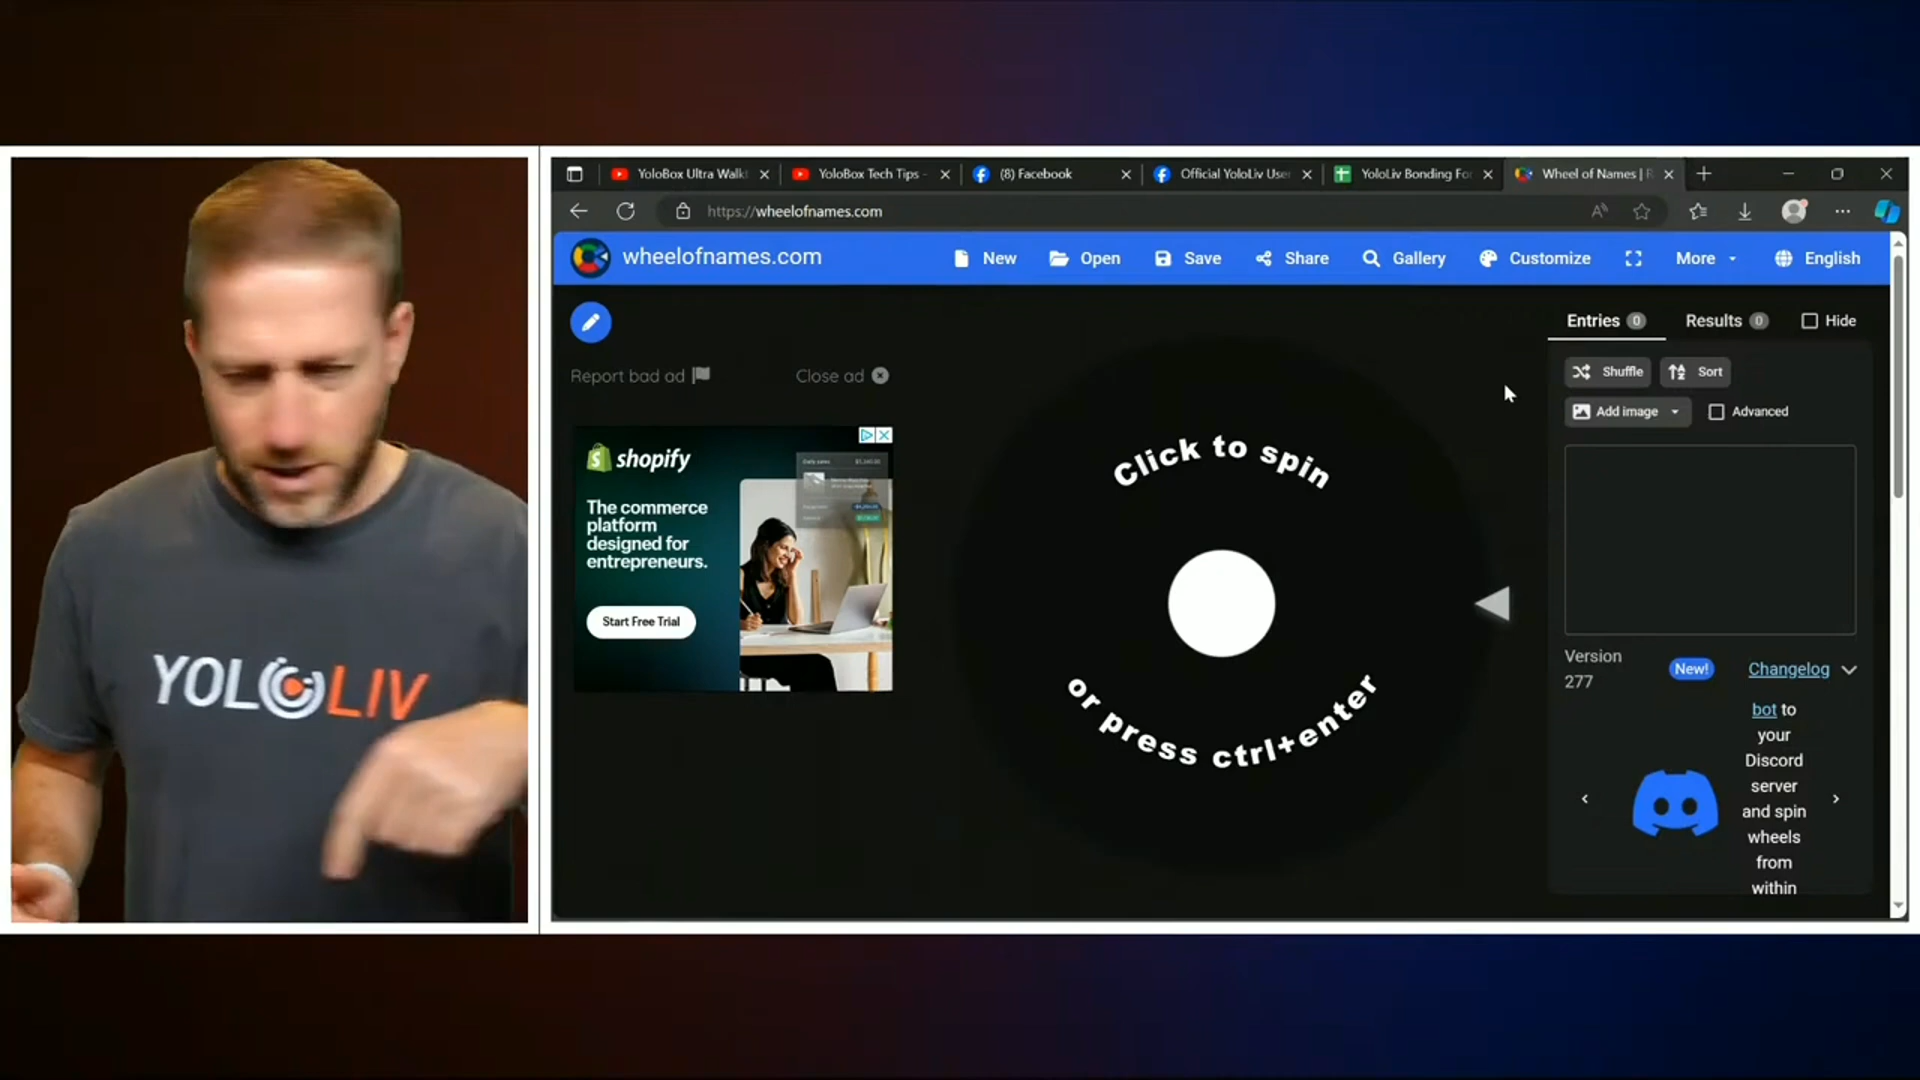 YoloBox Ultra Walkt
YoloBox Tech Tips -
(8) Facebook
Official YoloLiv Use
YoloLiv Bonding Fo
Wheel of Names |
https://wheelofnames.com
wheelofnames.com
New
Open
Save
Share
Gallery
Customize
More
English
Entries 0
Results 0
Hide
Report bad ad
Close ad
Shuffle
Sort
Add image
Advanced
shopify
The commerce
platform
designed for
entrepreneurs.
Start Free Trial
Click to spin
or press ctrl+enter
YOLOLIV
Version
277
New!
Changelog
bot to
your
Discord
server
and spin
wheels
from
within